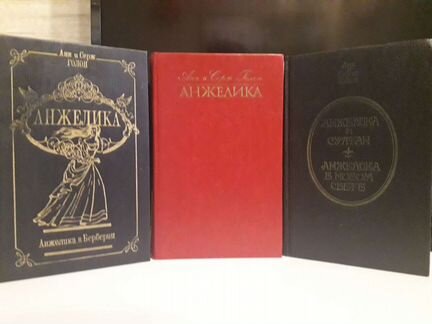 Анн и Серж
ГОЛОН
АНЖЕЛИКА
Анжелика в Берберии
Анн и Серж Голон
АНЖЕЛИКА
АНЖЕЛИКА И
СУЛТАН
АНЖЕЛИКА
В НОВОМ
СВЕТЕ